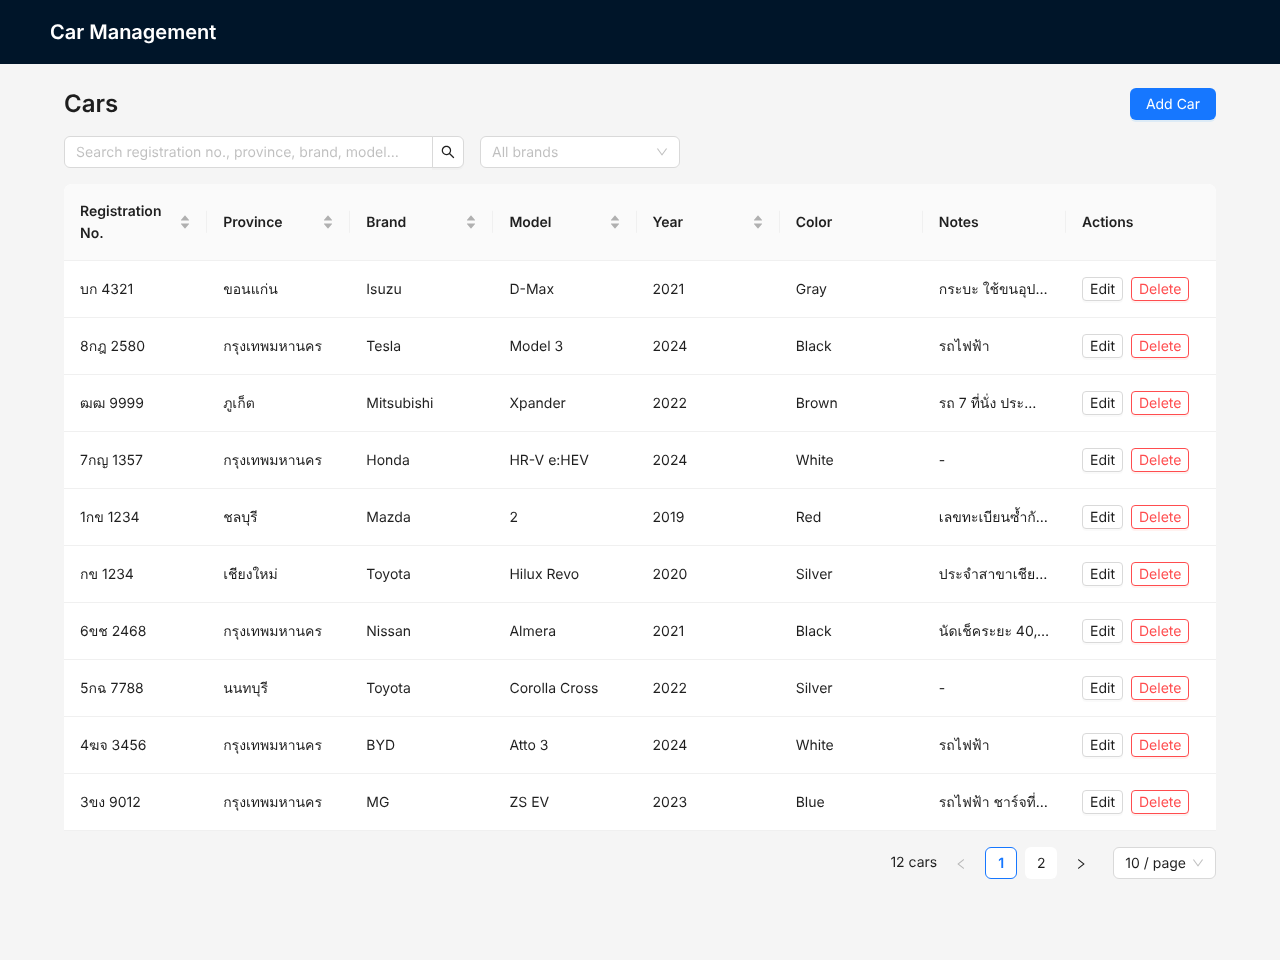 Car Management
Cars
Add Car
Search registration no., province, brand, model...
All brands
Registration No. Province Brand Model Year Color Notes Actions
บก 4321 ขอนแก่น Isuzu D-Max 2021 Gray กระบะ ใช้ขนอุป... Edit Delete
8กฎ 2580 กรุงเทพมหานคร Tesla Model 3 2024 Black รถไฟฟ้า Edit Delete
ฒฒ 9999 ภูเก็ต Mitsubishi Xpander 2022 Brown รถ 7 ที่นั่ง ประ... Edit Delete
7กญ 1357 กรุงเทพมหานคร Honda HR-V e:HEV 2024 White - Edit Delete
1กข 1234 ชลบุรี Mazda 2 2019 Red เลขทะเบียนซ้ำกั... Edit Delete
กข 1234 เชียงใหม่ Toyota Hilux Revo 2020 Silver ประจำสาขาเชีย... Edit Delete
6ขช 2468 กรุงเทพมหานคร Nissan Almera 2021 Black นัดเช็คระยะ 40,... Edit Delete
5กฉ 7788 นนทบุรี Toyota Corolla Cross 2022 Silver - Edit Delete
4ฆจ 3456 กรุงเทพมหานคร BYD Atto 3 2024 White รถไฟฟ้า Edit Delete
3ขง 9012 กรุงเทพมหานคร MG ZS EV 2023 Blue รถไฟฟ้า ชาร์จที่... Edit Delete
12 cars 1 2 10 / page